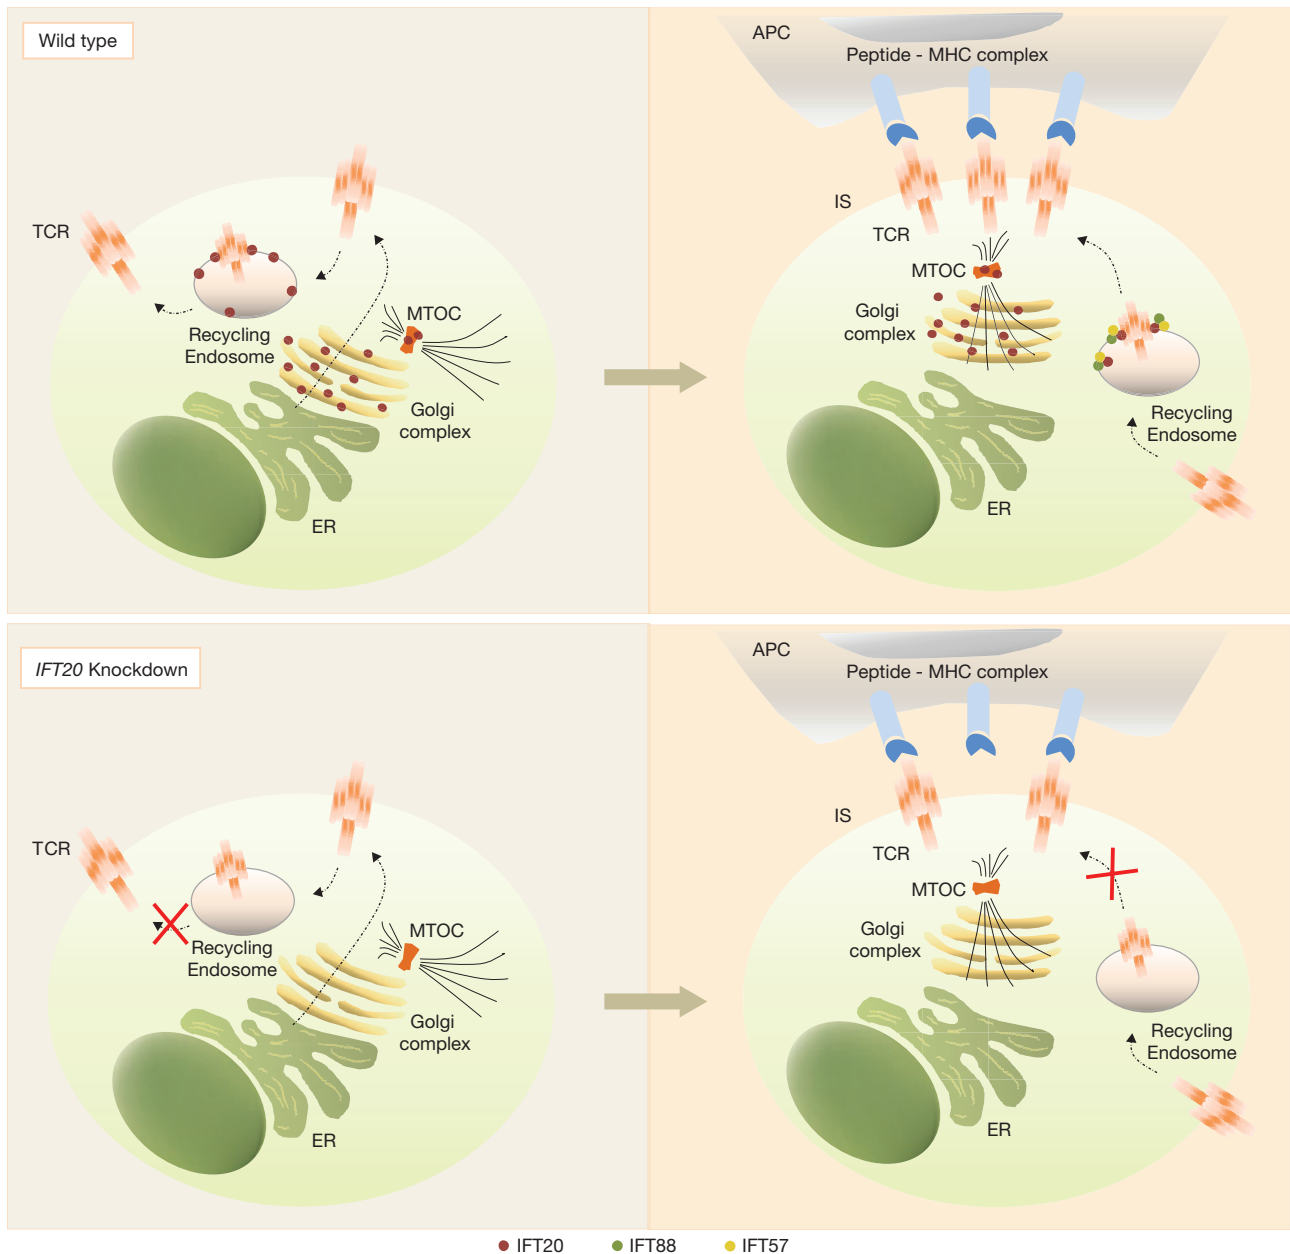 Wild type
TCR
Recycling
Endosome
MTOC
Golgi
complex
ER
APC
Peptide - MHC complex
IS
TCR
MTOC
Golgi
complex
Recycling
Endosome
ER
IFT20 Knockdown
TCR
Recycling
Endosome
MTOC
Golgi
complex
ER
APC
Peptide - MHC complex
IS
TCR
MTOC
Golgi
complex
Recycling
Endosome
ER
IFT20 IFT88 IFT57